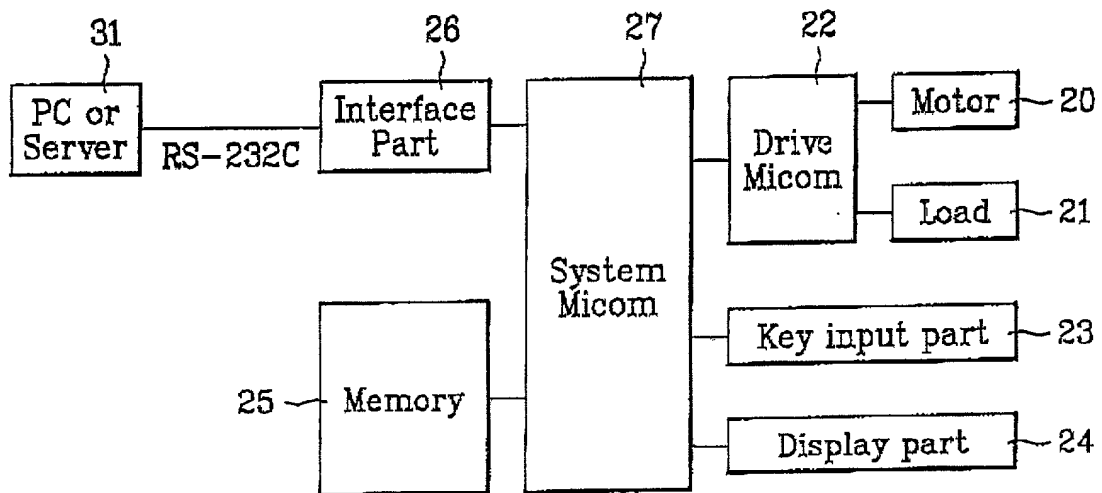 31
26
27
22
PC or
Server
RS-232C
Interface
Part
System
Micom
Drive
Micom
Motor
20
Load
21
Key input part
23
25
Memory
Display part
24